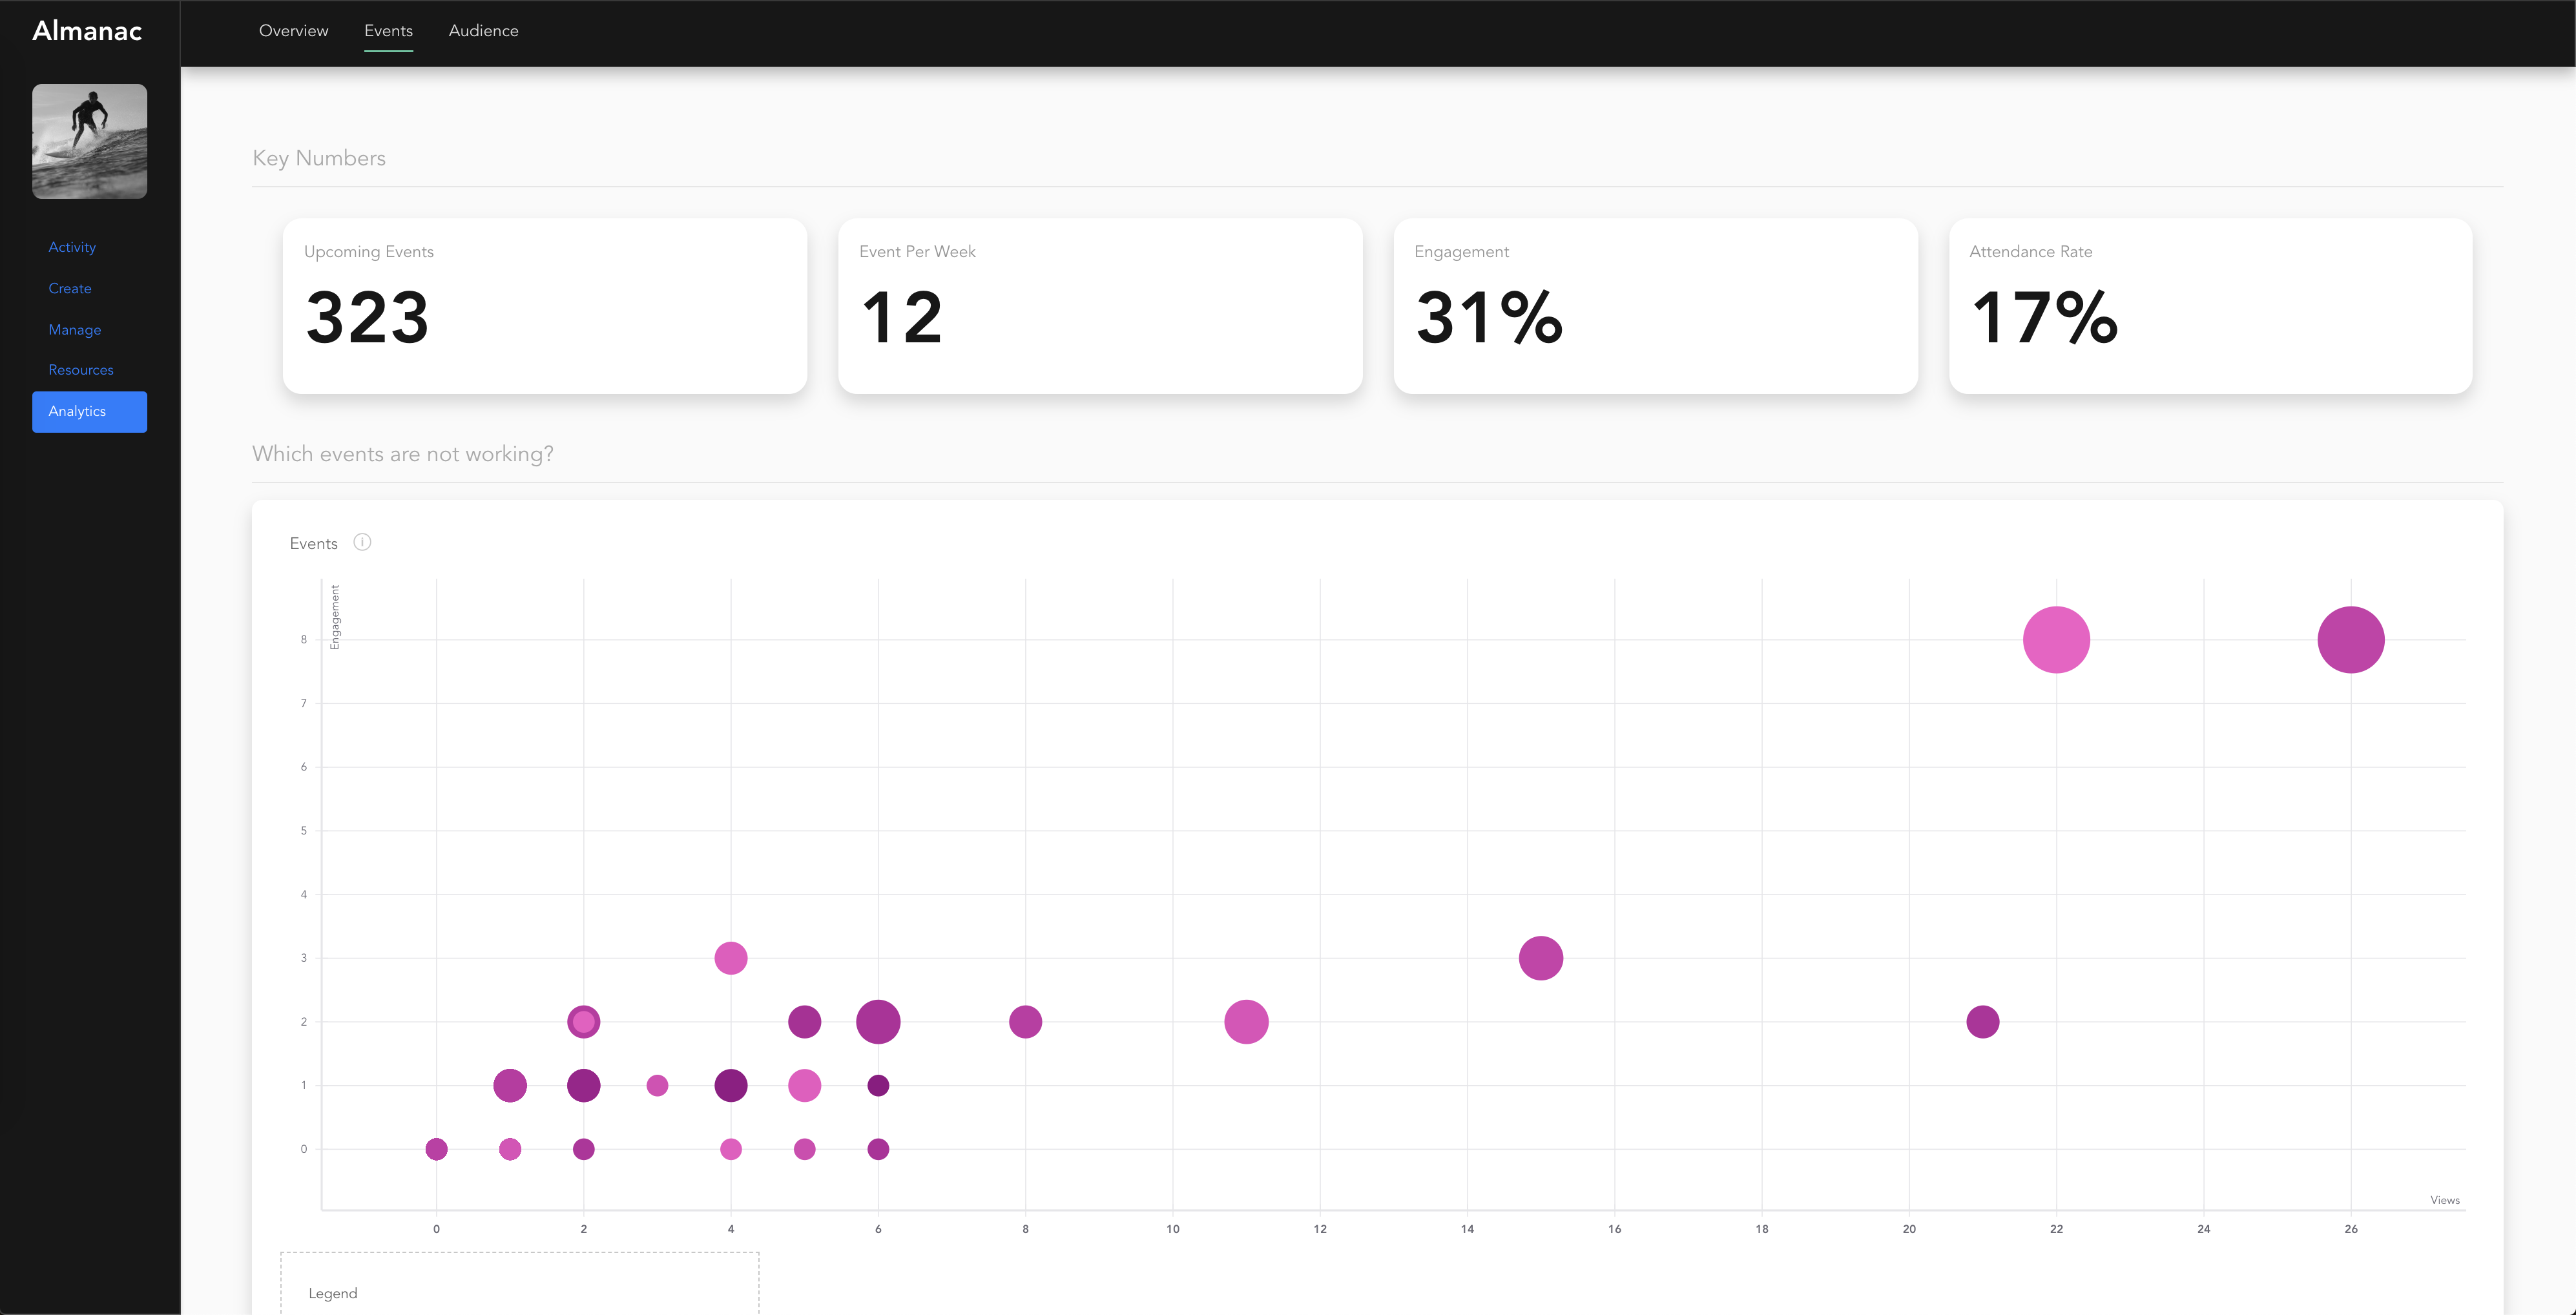 Almanac
Overview Events Audience
Activity
Create
Manage
Resources
Analytics
Key Numbers
Upcoming Events
323
Event Per Week
12
Engagement
31%
Attendance Rate
17%
Which events are not working?
Events i
Engagement
8
7
6
5
4
3
2
1
0
Views
0 2 4 6 8 10 12 14 16 18 20 22 24 26
Legend